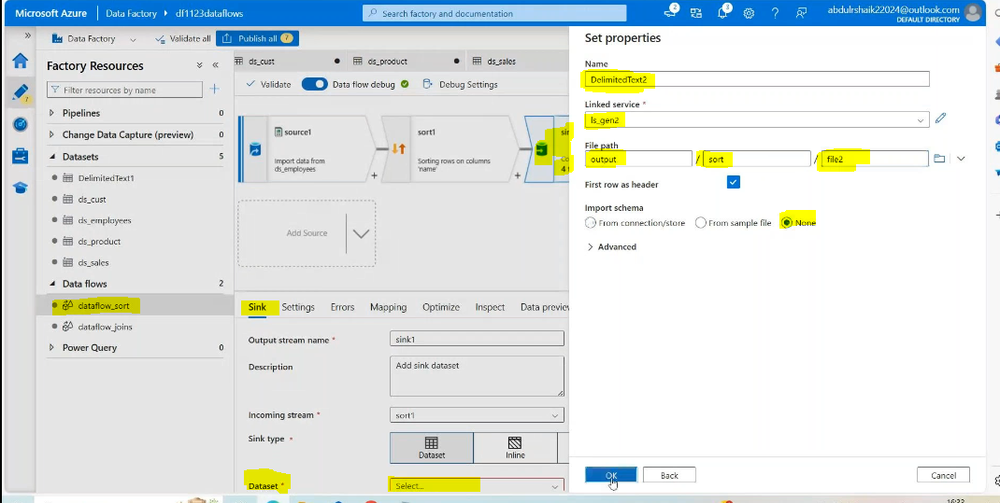 Microsoft Azure
Data Factory
df1123dataflows
Search factory and documentation
2
3
abdulrshaik22024@outlook.com
DEFAULT DIRECTORY
Data Factory
Validate all
Publish all
7
Factory Resources
Filter resources by name
Pipelines 0
Change Data Capture (preview) 0
Datasets 5
DelimitedText1
ds_cust
ds_employees
ds_product
ds_sales
Data flows 2
dataflow_sort
dataflow_joins
Power Query 0
ds_cust
ds_product
ds_sales
Validate
Data flow debug
Debug Settings
source1
Import data from
ds_employees
sort1
Sorting rows on columns
'name'
Add Source
Sink
Settings
Errors
Mapping
Optimize
Inspect
Output stream name *
sink1
Description
Add sink dataset
Incoming stream *
sort1
Sink type *
Dataset
Inline
Dataset *
Select...
Set properties
Name
DelimitedText2
Linked service *
ls_gen2
File path
output / sort / file2
First row as header
Import schema
From connection/store
From sample file
None
Advanced
OK
Back
Cancel